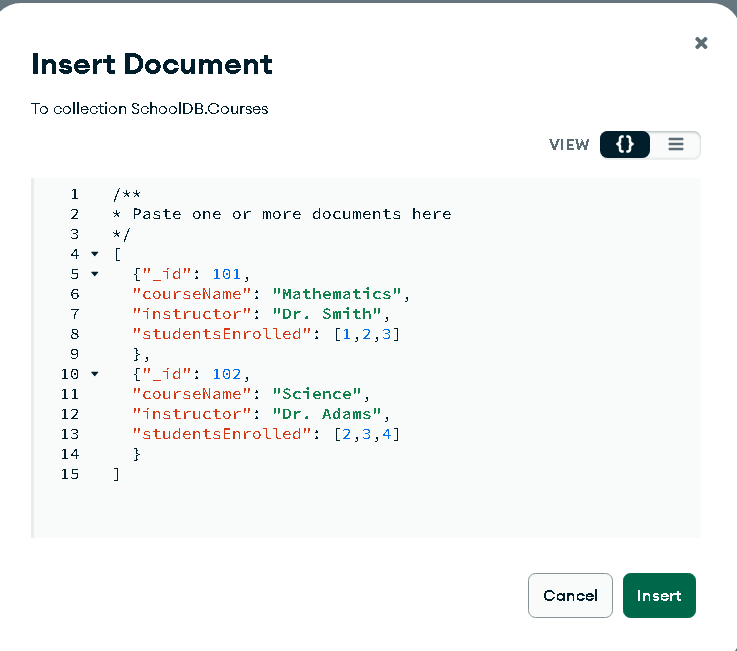 Insert Document
To collection SchoolDB.Courses
VIEW {}
1 /**
2 * Paste one or more documents here
3 */
4 [
5 {"_id": 101,
6 "courseName": "Mathematics",
7 "instructor": "Dr. Smith",
8 "studentsEnrolled": [1,2,3]
9 },
10 {"_id": 102,
11 "courseName": "Science",
12 "instructor": "Dr. Adams",
13 "studentsEnrolled": [2,3,4]
14 }
15 ]
Cancel Insert